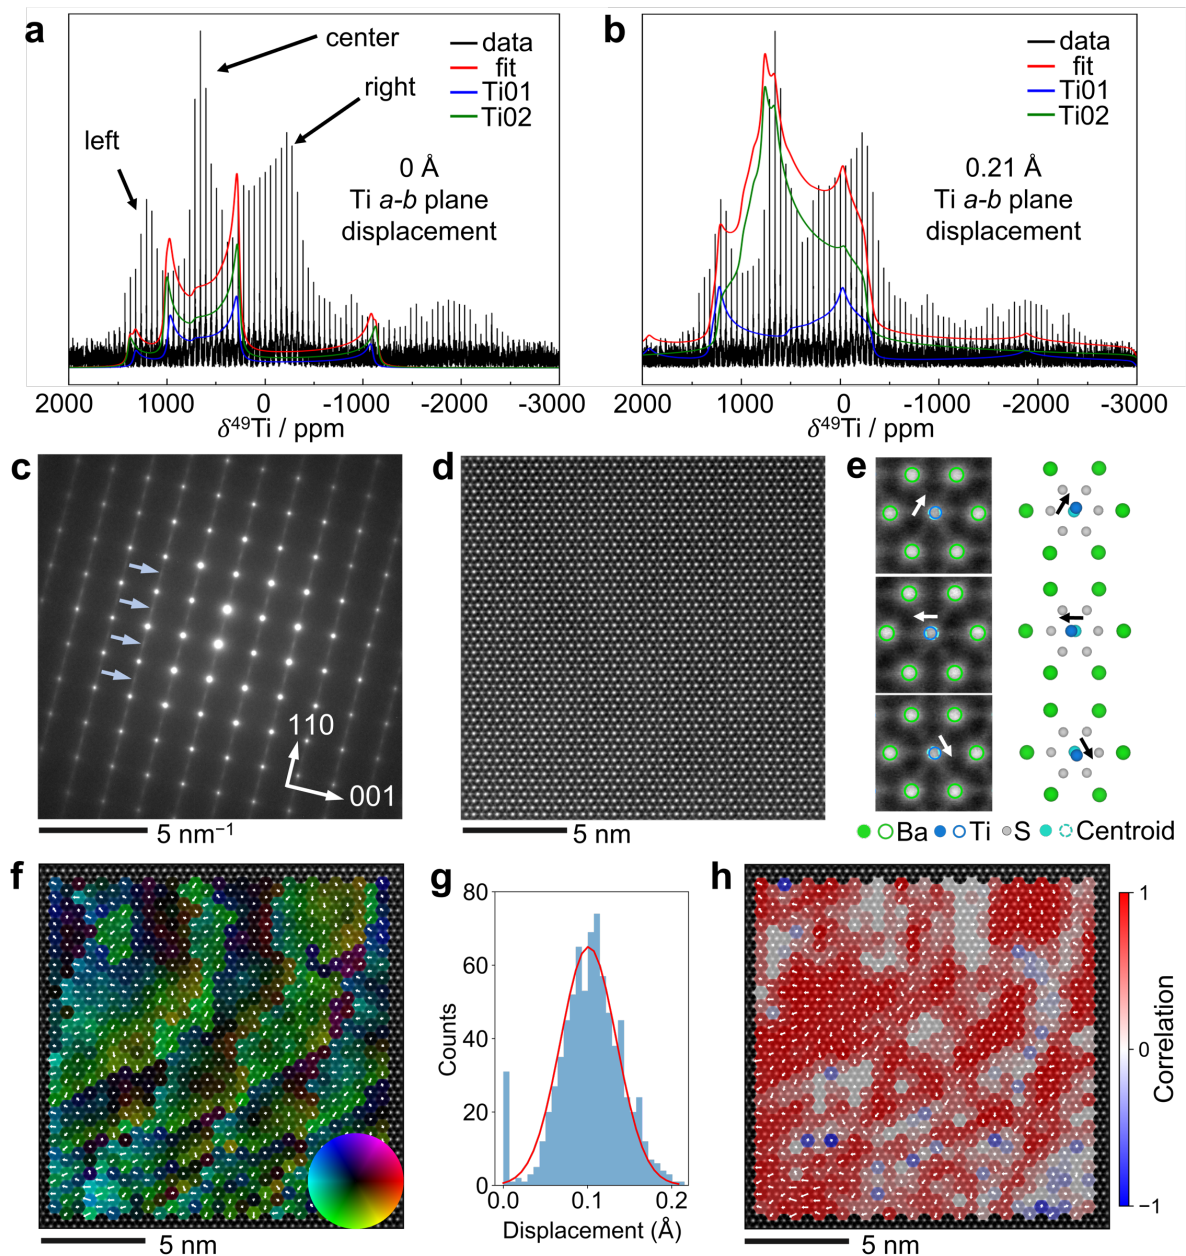 a
center
right
left
data
fit
Ti01
Ti02
0 Å
Ti a-b plane
displacement
2000 1000 0 -1000 -2000 -3000
δ⁴⁹Ti / ppm
b
data
fit
Ti01
Ti02
0.21 Å
Ti a-b plane
displacement
2000 1000 0 -1000 -2000 -3000
δ⁴⁹Ti / ppm
c
110
001
5 nm⁻¹
d
5 nm
e
Ba Ti S Centroid
f
5 nm
g
80
60
40
20
0
Counts
0.0 0.1 0.2
Displacement (Å)
h
5 nm
1
0
−1
Correlation